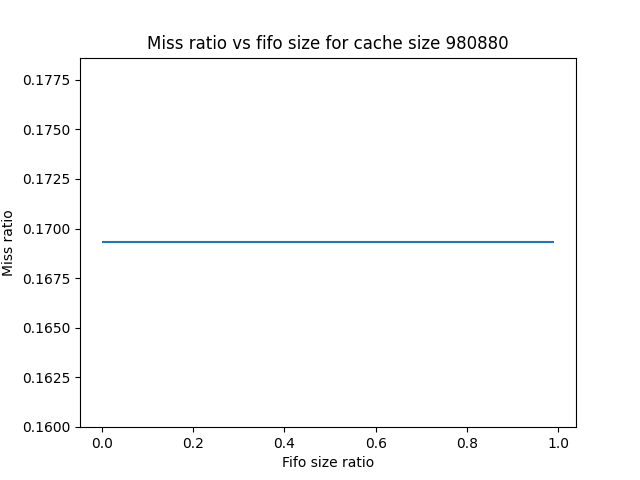 Miss ratio vs fifo size for cache size 980880
0.1775
0.1750
0.1725
0.1700
0.1675
0.1650
0.1625
0.1600
Miss ratio
0.0 0.2 0.4 0.6 0.8 1.0
Fifo size ratio